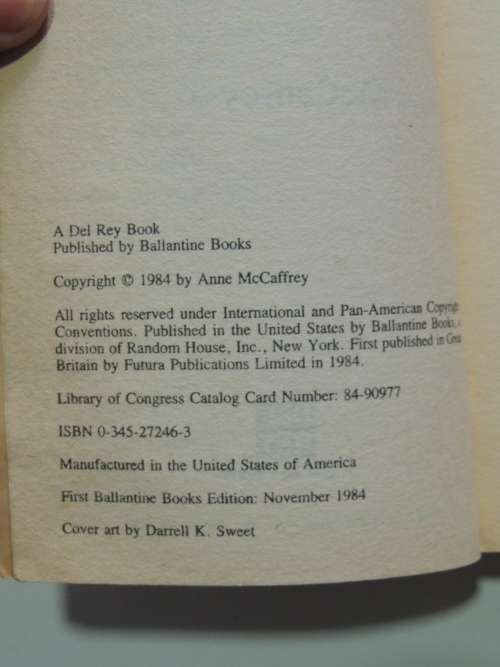 A Del Rey Book
Published by Ballantine Books
Copyright © 1984 by Anne McCaffrey
All rights reserved under International and Pan-American
Conventions. Published in the United States by Ballantine Books,
division of Random House, Inc., New York. First published in
Britain by Futura Publications Limited in 1984.
Library of Congress Catalog Card Number: 84-90977
ISBN 0-345-27246-3
Manufactured in the United States of America
First Ballantine Books Edition: November 1984
Cover art by Darrell K. Sweet